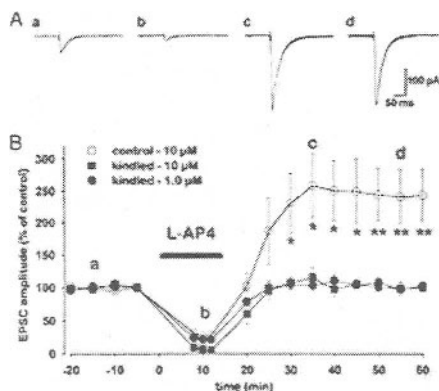 A
a b c d
100 pA
50 ms
B
control - 10 µM
kindled - 10 µM
kindled - 1.0 µM
c
d
L-AP4
a
b
* * * * ** ** **
EPSC amplitude (% of control)
300
250
200
150
100
50
0
-20 -10 0 10 20 30 40 50 60
time (min)